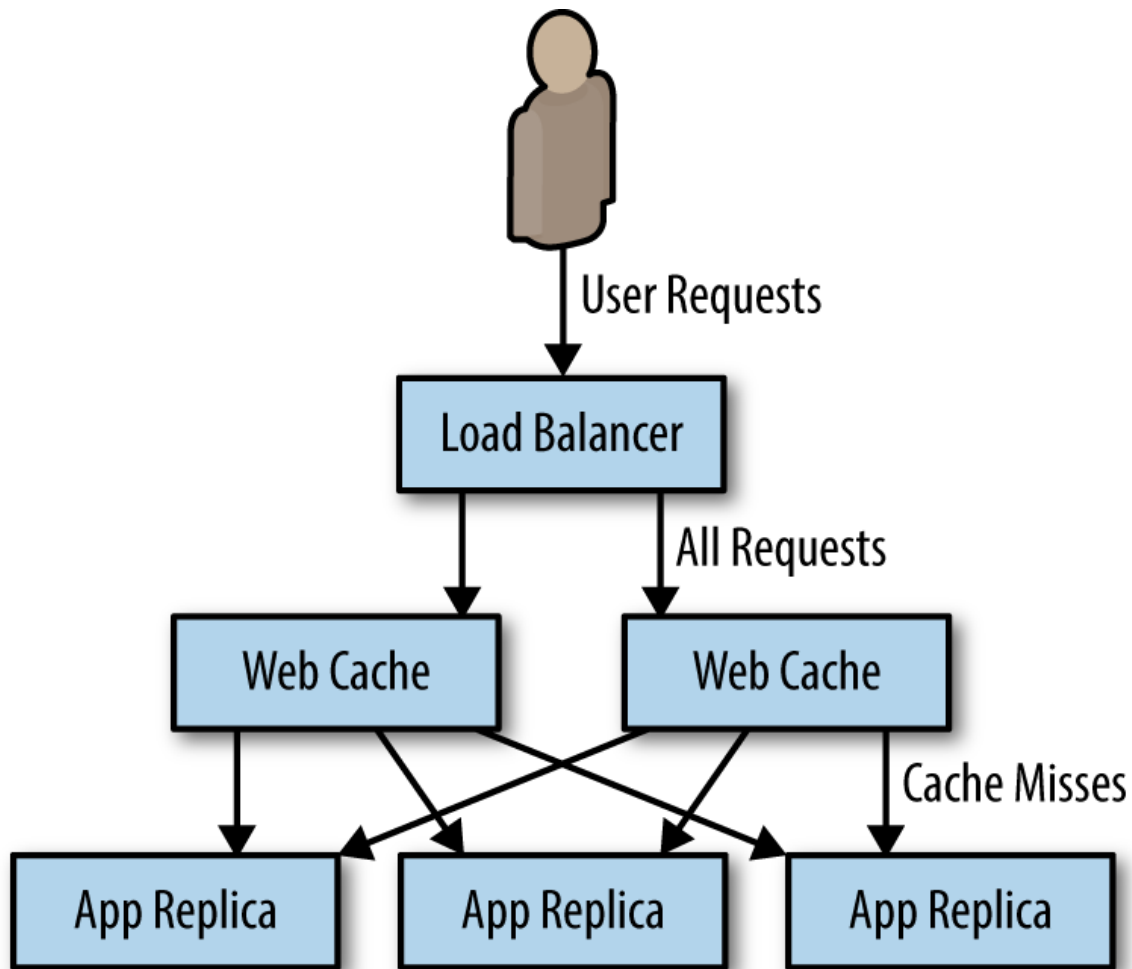 User Requests
Load Balancer
All Requests
Web Cache
Web Cache
Cache Misses
App Replica
App Replica
App Replica